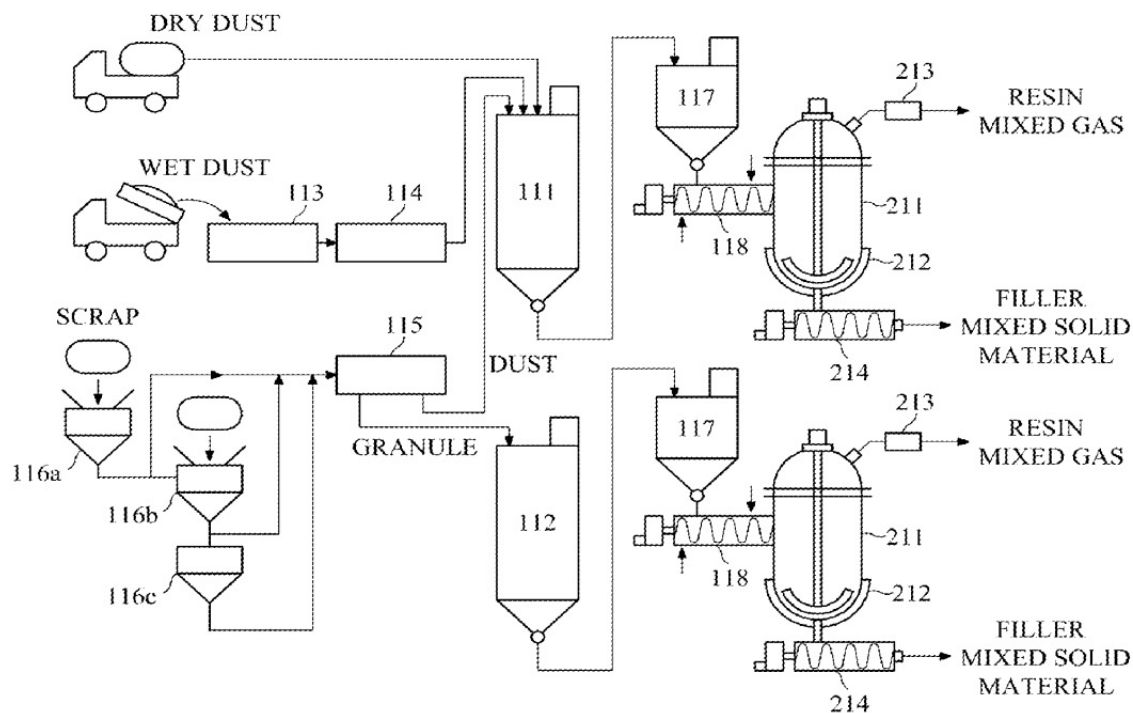 DRY DUST
117
213
RESIN
MIXED GAS
WET DUST
113
114
111
211
118
212
SCRAP
115
FILLER
MIXED SOLID
MATERIAL
DUST
214
117
213
RESIN
MIXED GAS
GRANULE
116a
116b
112
211
118
212
116c
FILLER
MIXED SOLID
MATERIAL
214